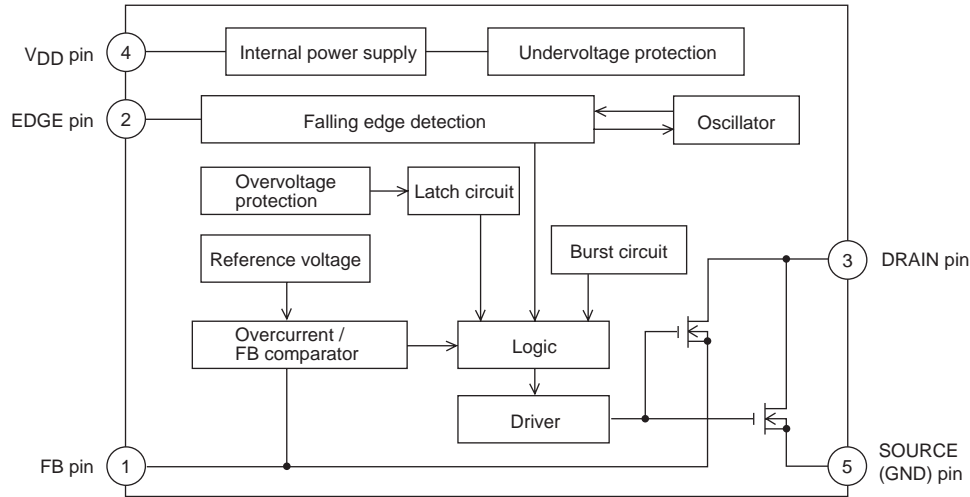 VDD pin
4
Internal power supply
Undervoltage protection
EDGE pin
2
Falling edge detection
Oscillator
Overvoltage
protection
Latch circuit
Reference voltage
Burst circuit
3
DRAIN pin
Overcurrent /
FB comparator
Logic
Driver
FB pin
1
5
SOURCE
(GND) pin